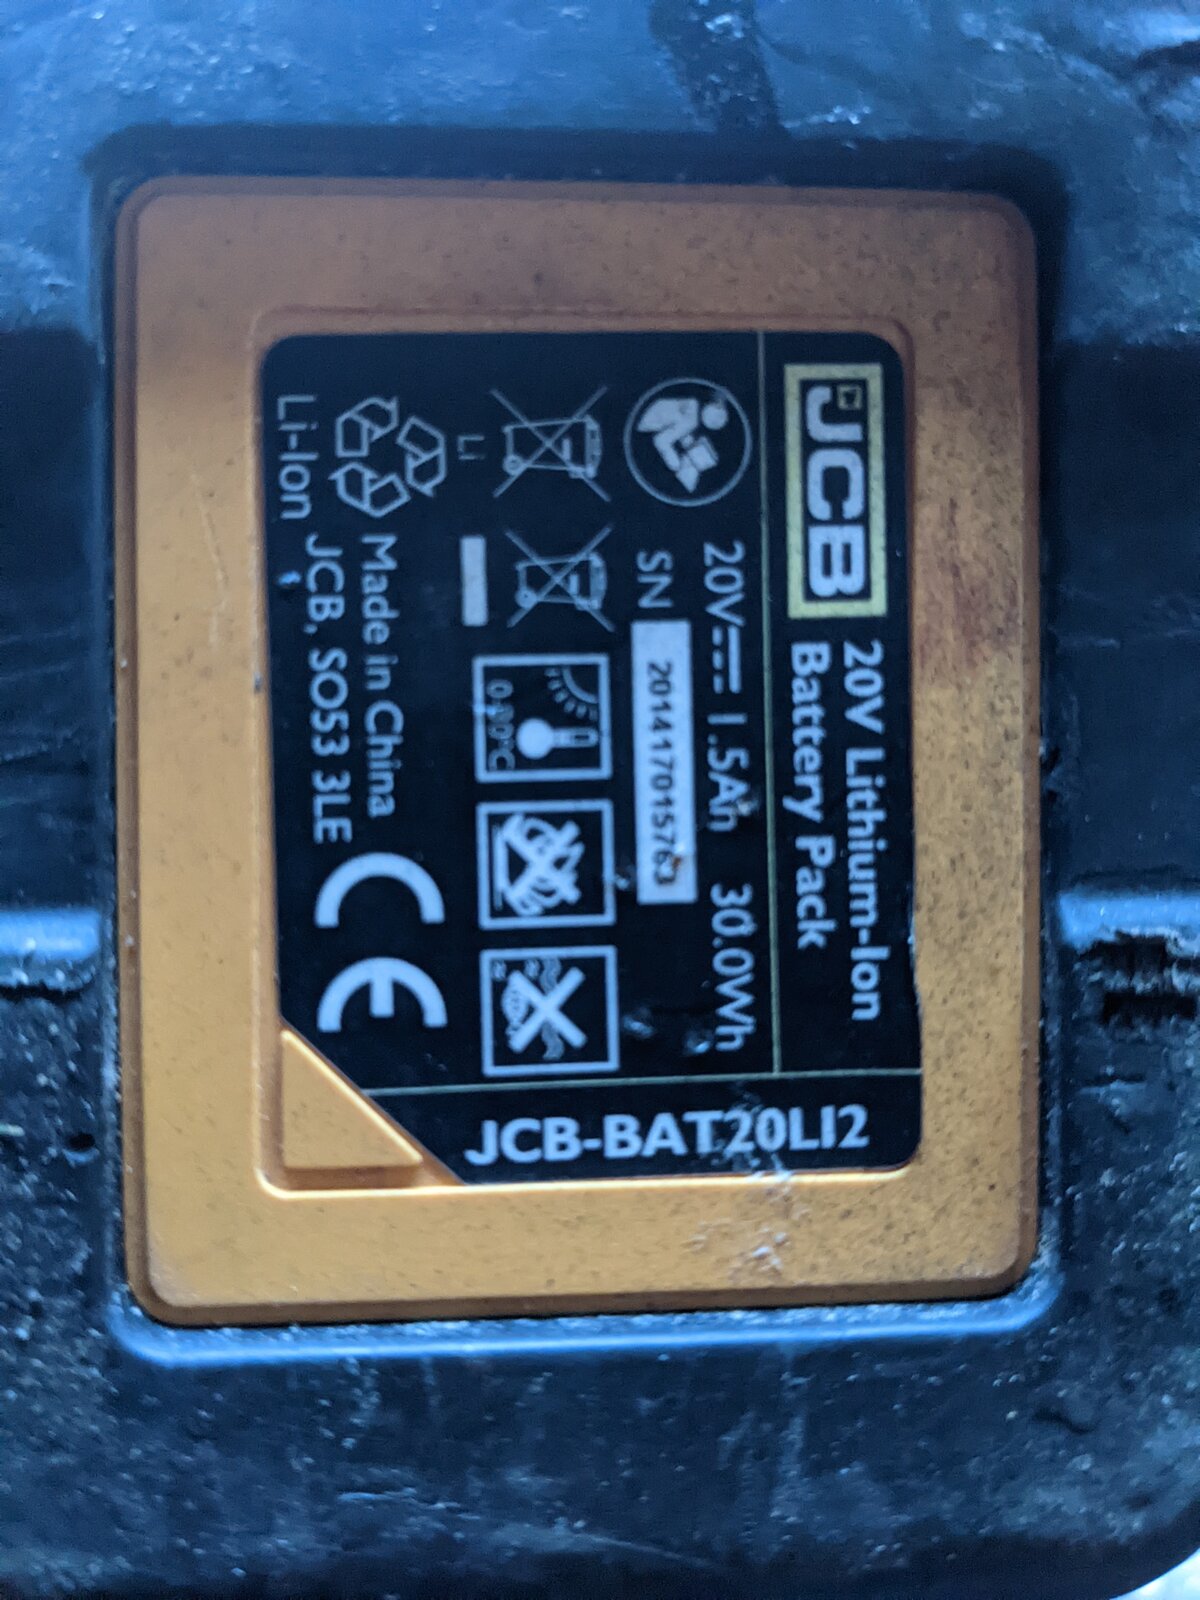 JCB
20V Lithium-Ion
Battery Pack
20V 1.5Ah 30.0Wh
SN 201417015763
Li
Made in China
Li-Ion JCB, SO53 3LE
CE
JCB-BAT20LI2